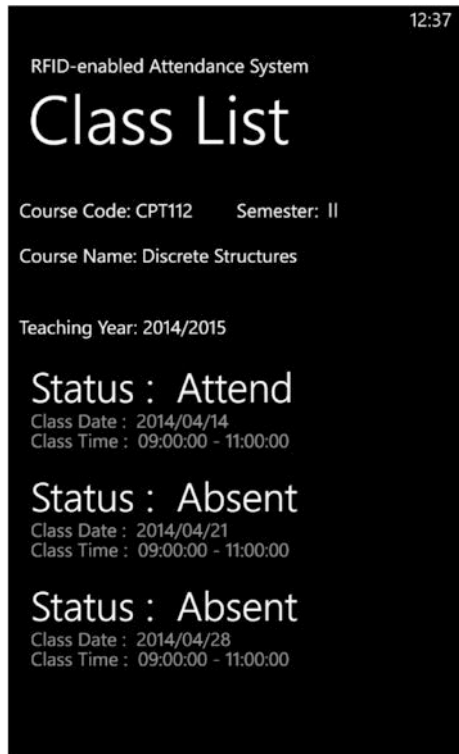 12:37
RFID-enabled Attendance System
Class List
Course Code: CPT112 Semester: II
Course Name: Discrete Structures
Teaching Year: 2014/2015
Status : Attend
Class Date : 2014/04/14
Class Time : 09:00:00 - 11:00:00
Status : Absent
Class Date : 2014/04/21
Class Time : 09:00:00 - 11:00:00
Status : Absent
Class Date : 2014/04/28
Class Time : 09:00:00 - 11:00:00